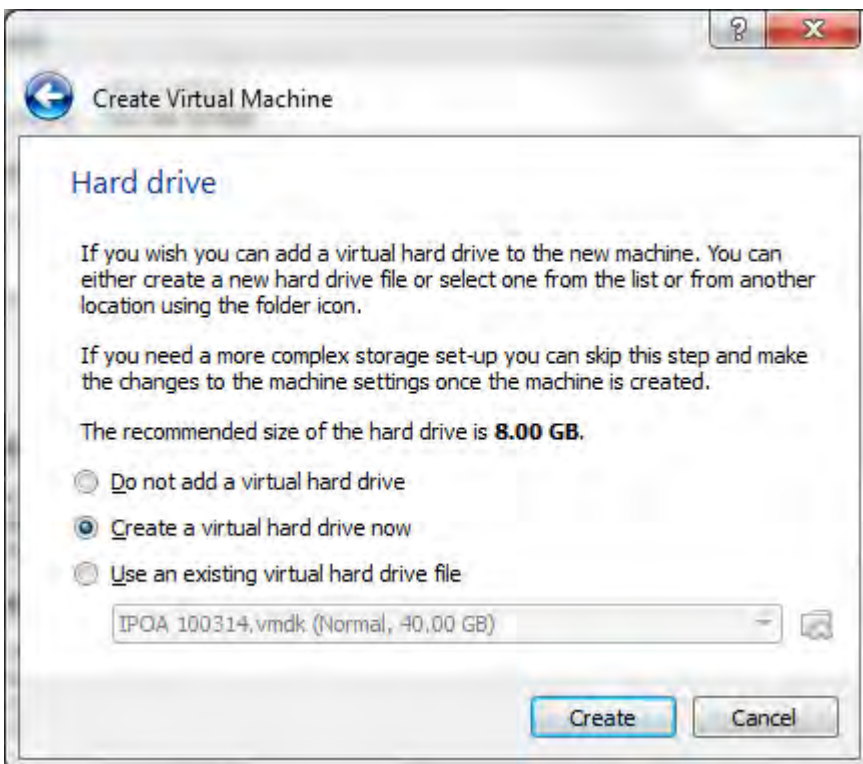 Create Virtual Machine
Hard drive
If you wish you can add a virtual hard drive to the new machine. You can
either create a new hard drive file or select one from the list or from another
location using the folder icon.
If you need a more complex storage set-up you can skip this step and make
the changes to the machine settings once the machine is created.
The recommended size of the hard drive is 8.00 GB.
Do not add a virtual hard drive
Create a virtual hard drive now
Use an existing virtual hard drive file
IPOA 100314.vmdk (Normal, 40.00 GB)
Create Cancel